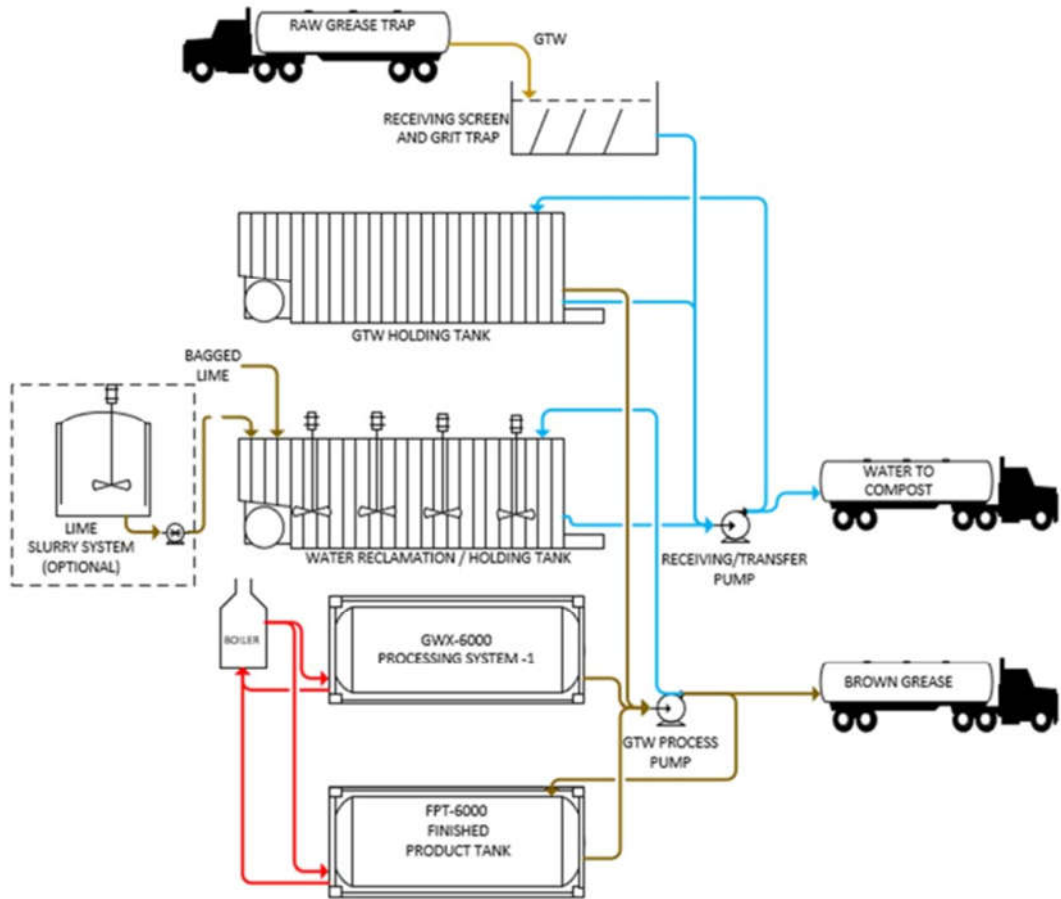 RAW GREASE TRAP
GTW
RECEIVING SCREEN
AND GRIT TRAP
GTW HOLDING TANK
BAGGED
LIME
LIME
SLURRY SYSTEM
(OPTIONAL)
WATER RECLAMATION / HOLDING TANK
WATER TO
COMPOST
RECEIVING/TRANSFER
PUMP
BOILER
GWX-6000
PROCESSING SYSTEM -1
BROWN GREASE
GTW PROCESS
PUMP
FPT-6000
FINISHED
PRODUCT TANK